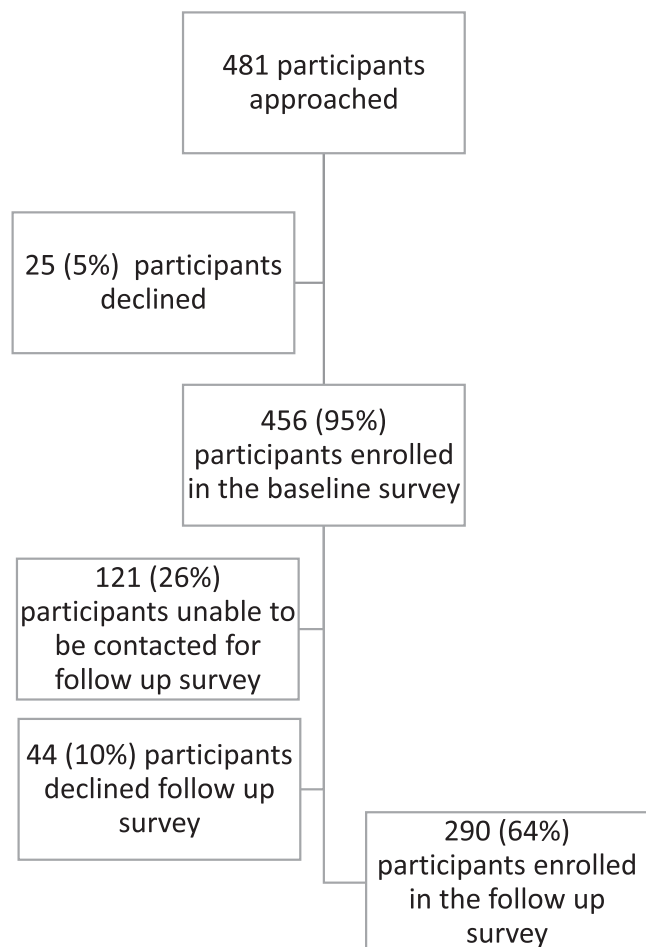 481 participants
approached
25 (5%) participants
declined
456 (95%)
participants enrolled
in the baseline survey
121 (26%)
participants unable to
be contacted for
follow up survey
44 (10%) participants
declined follow up
survey
290 (64%)
participants enrolled
in the follow up
survey